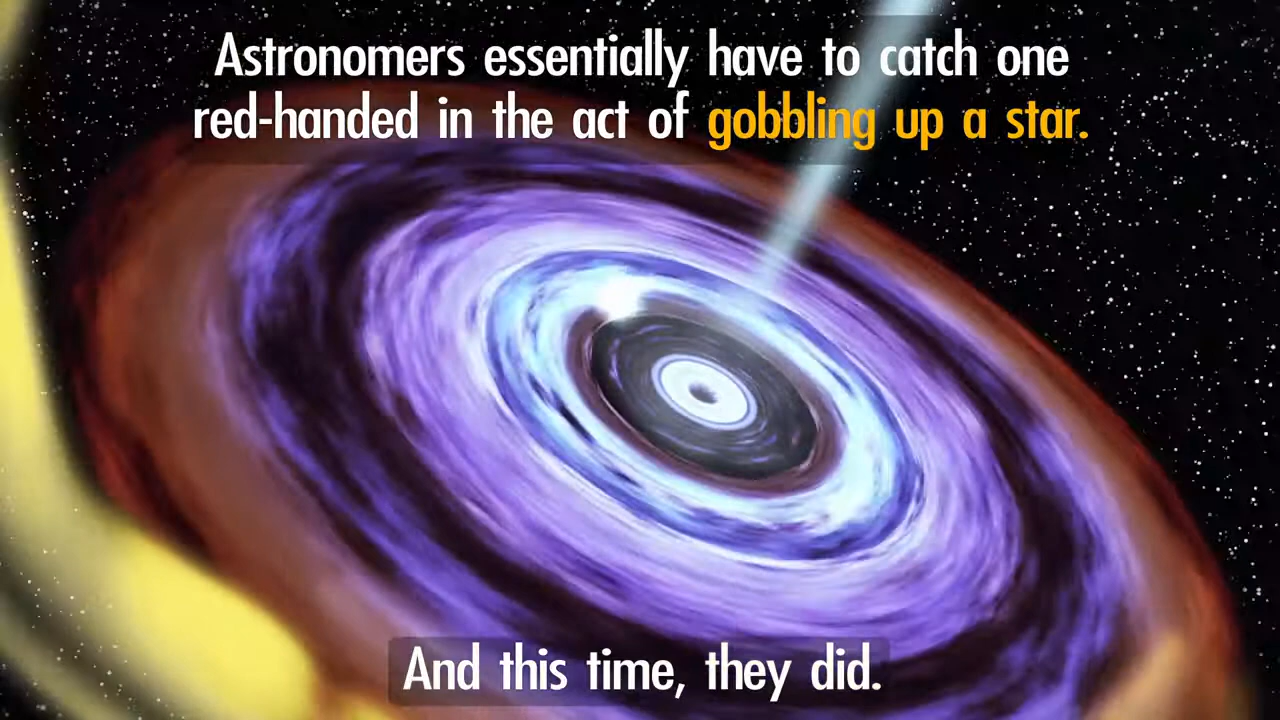 Astronomers essentially have to catch one
red-handed in the act of gobbling up a star.
And this time, they did.